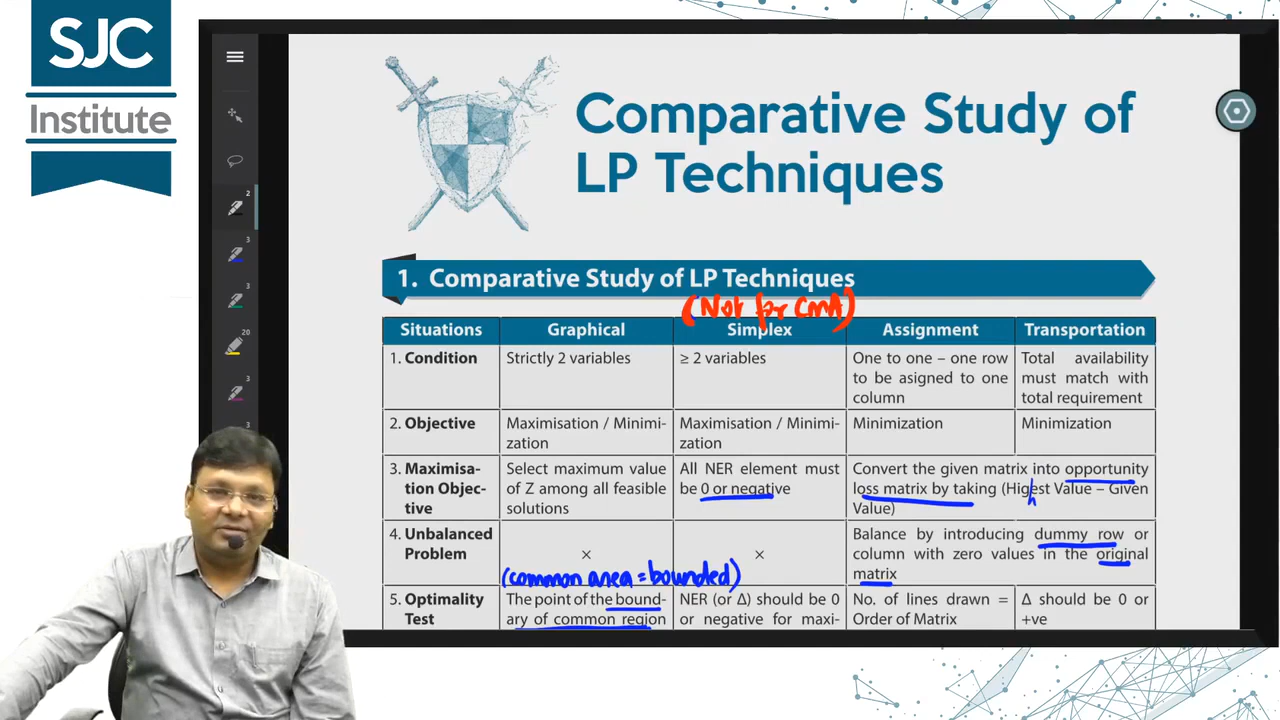 SJC
Institute
2
3
3
20
3
3
Comparative Study of
LP Techniques
1. Comparative Study of LP Techniques
(Not for CMA)
Situations Graphical Simplex Assignment Transportation
1. Condition
Strictly 2 variables
≥ 2 variables
One to one – one row
to be asigned to one
column
Total availability
must match with
total requirement
2. Objective
Maximisation / Minimi-
zation
Maximisation / Minimi-
zation
Minimization
Minimization
3. Maximisa-
tion Objec-
tive
Select maximum value
of Z among all feasible
solutions
All NER element must
be 0 or negative
Convert the given matrix into opportunity
loss matrix by taking (Highest Value – Given
Value)
4. Unbalanced
Problem
×
×
Balance by introducing dummy row or
column with zero values in the original
matrix
(common area = bounded)
5. Optimality
Test
The point of the bound-
ary of common region
NER (or Δ) should be 0
or negative for maxi-
No. of lines drawn =
Order of Matrix
Δ should be 0 or
+ve